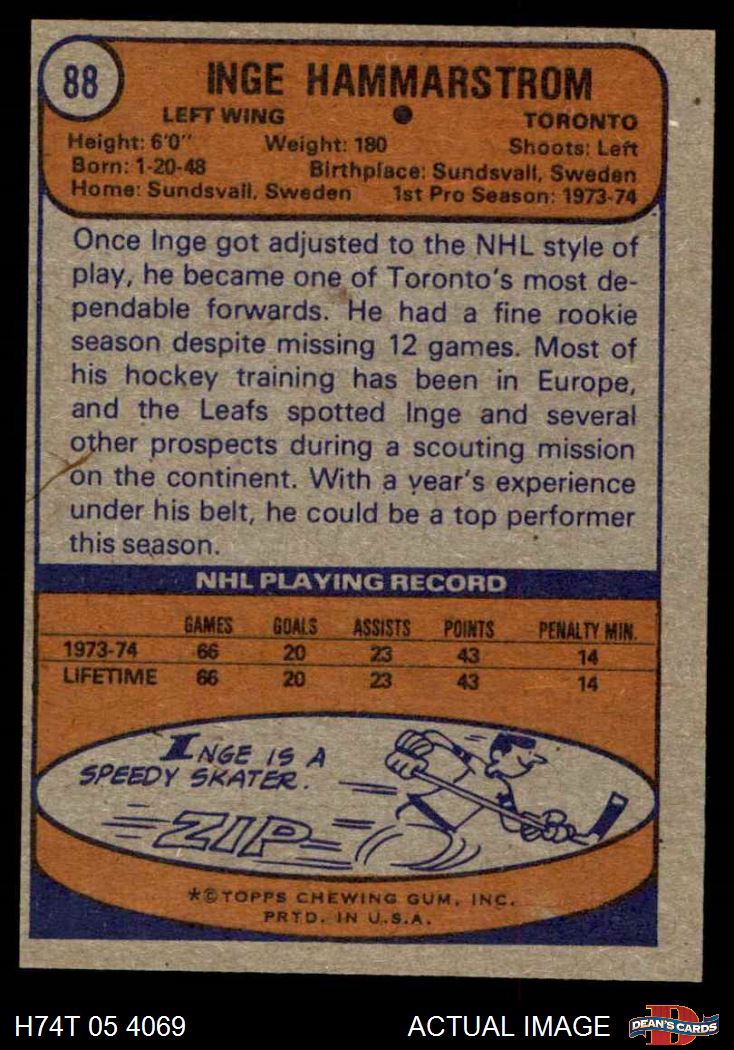 88
INGE HAMMARSTROM
LEFT WING ● TORONTO
Height: 6'0" Weight: 180 Shoots: Left
Born: 1-20-48 Birthplace: Sundsvall, Sweden
Home: Sundsvall, Sweden 1st Pro Season: 1973-74
Once Inge got adjusted to the NHL style of
play, he became one of Toronto's most de-
pendable forwards. He had a fine rookie
season despite missing 12 games. Most of
his hockey training has been in Europe,
and the Leafs spotted Inge and several
other prospects during a scouting mission
on the continent. With a year's experience
under his belt, he could be a top performer
this season.
NHL PLAYING RECORD
GAMES GOALS ASSISTS POINTS PENALTY MIN.
1973-74 66 20 23 43 14
LIFETIME 66 20 23 43 14
INGE IS A
SPEEDY SKATER.
ZIP
*©TOPPS CHEWING GUM, INC.
PRTD. IN U.S.A.
H74T 05 4069 ACTUAL IMAGE D DEAN'S CARDS